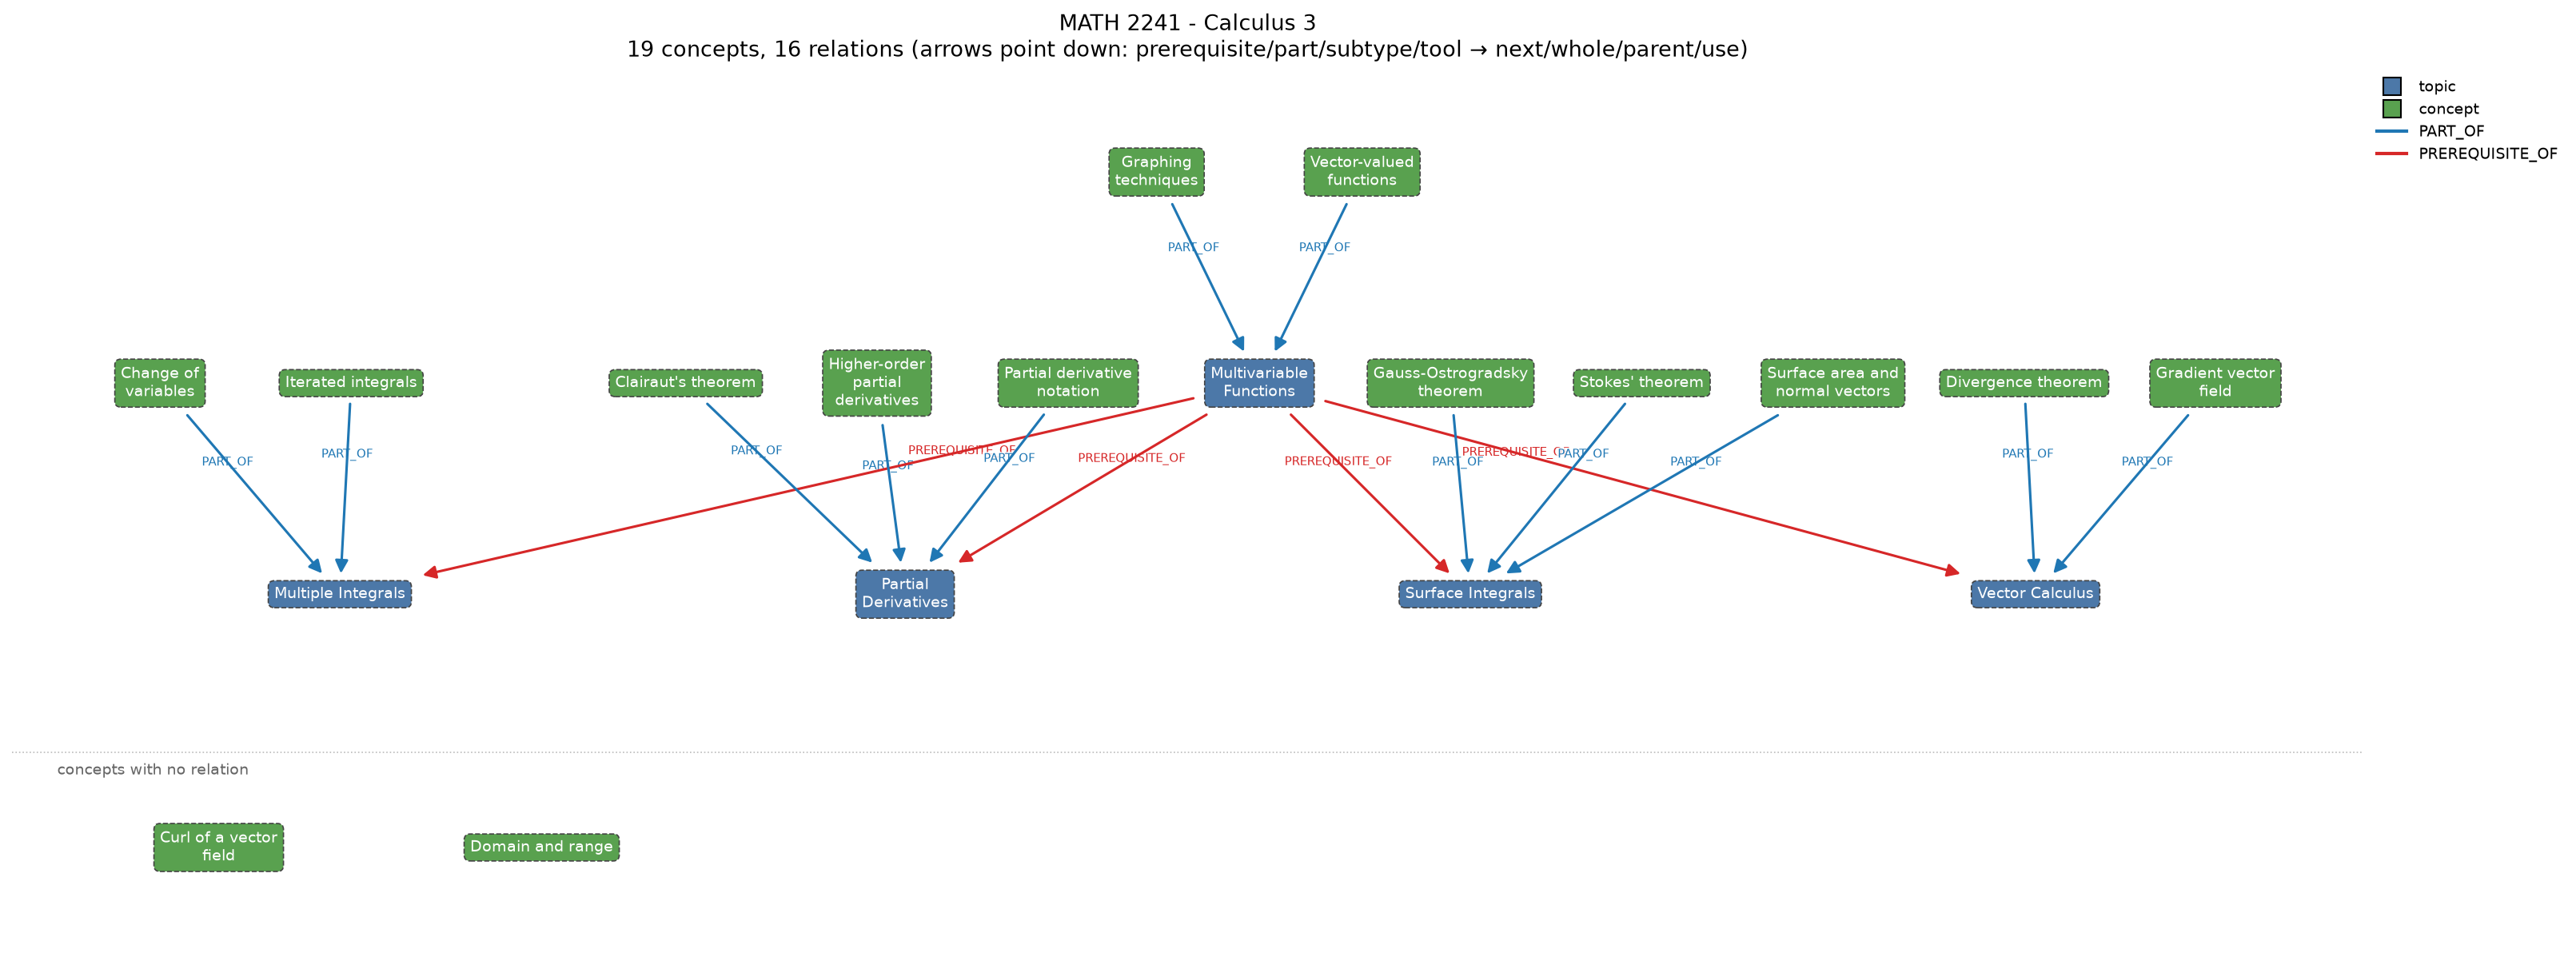 MATH 2241 - Calculus 3
19 concepts, 16 relations (arrows point down: prerequisite/part/subtype/tool → next/whole/parent/use)
topic
concept
PART_OF
PREREQUISITE_OF
Graphing
techniques
Vector-valued
functions
PART_OF
PART_OF
Change of
variables
Iterated integrals
Clairaut's theorem
Higher-order
partial
derivatives
Partial derivative
notation
Multivariable
Functions
Gauss-Ostrogradsky
theorem
Stokes' theorem
Surface area and
normal vectors
Divergence theorem
Gradient vector
field
PART_OF
PART_OF
PART_OF
PART_OF
PREREQUISITE_OF
PART_OF
PREREQUISITE_OF
PREREQUISITE_OF
PART_OF
PREREQUISITE_OF
PART_OF
PART_OF
PART_OF
PART_OF
Multiple Integrals
Partial
Derivatives
Surface Integrals
Vector Calculus
concepts with no relation
Curl of a vector
field
Domain and range